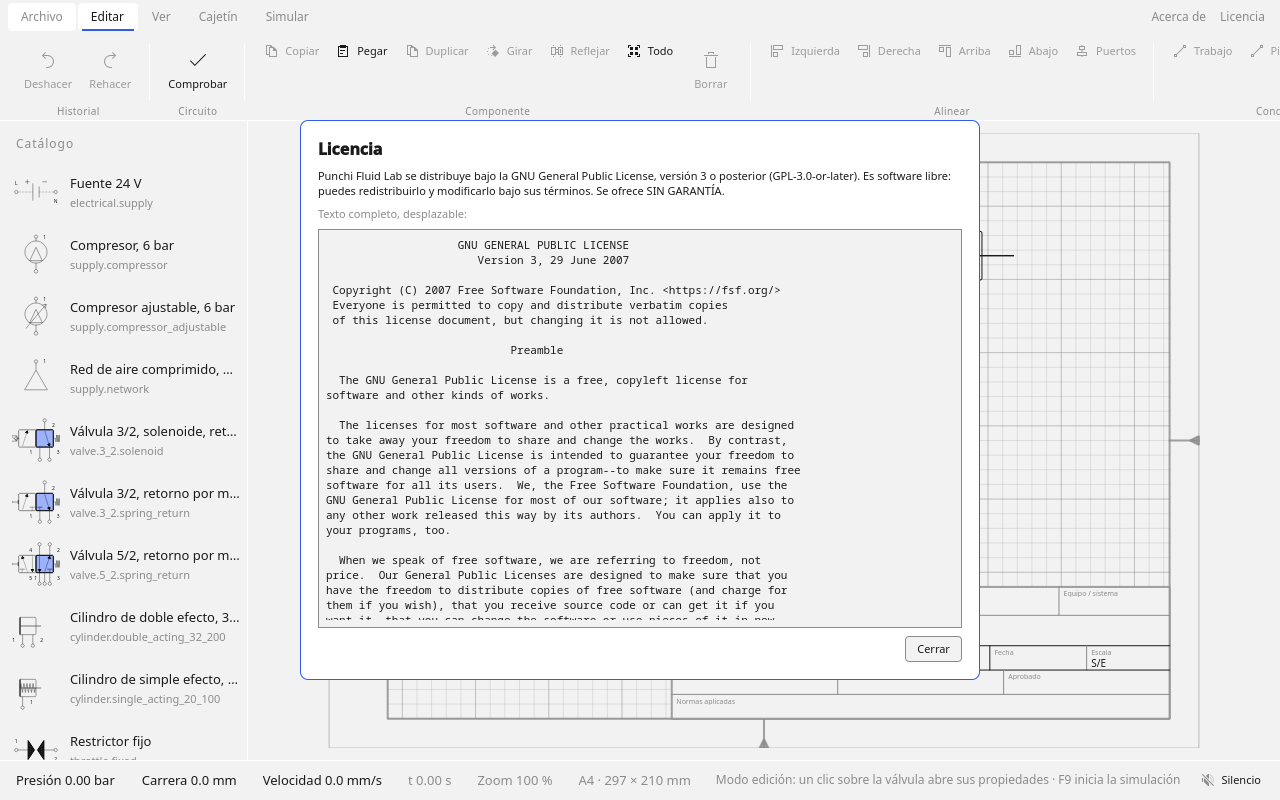 Archivo Editar Ver Cajetín Simular Acerca de Licencia
Copiar Pegar Duplicar Girar Reflejar Todo Izquierda Derecha Arriba Abajo Puertos Trabajo
Deshacer Rehacer Comprobar Borrar
Historial Circuito Componente Alinear
Catálogo
Fuente 24 V
electrical.supply
Compresor, 6 bar
supply.compressor
Compresor ajustable, 6 bar
supply.compressor_adjustable
Red de aire comprimido, ...
supply.network
Válvula 3/2, solenoide, ret...
valve.3_2.solenoid
Válvula 3/2, retorno por m...
valve.3_2.spring_return
Válvula 5/2, retorno por m...
valve.5_2.spring_return
Cilindro de doble efecto, 3...
cylinder.double_acting_32_200
Cilindro de simple efecto, ...
cylinder.single_acting_20_100
Restrictor fijo
Licencia
Punchi Fluid Lab se distribuye bajo la GNU General Public License, versión 3 o posterior (GPL-3.0-or-later). Es software libre:
puedes redistribuirlo y modificarlo bajo sus términos. Se ofrece SIN GARANTÍA.
Texto completo, desplazable:
GNU GENERAL PUBLIC LICENSE
Version 3, 29 June 2007
Copyright (C) 2007 Free Software Foundation, Inc. <https://fsf.org/>
Everyone is permitted to copy and distribute verbatim copies
of this license document, but changing it is not allowed.
Preamble
The GNU General Public License is a free, copyleft license for
software and other kinds of works.
The licenses for most software and other practical works are designed
to take away your freedom to share and change the works.  By contrast,
the GNU General Public License is intended to guarantee your freedom to
share and change all versions of a program--to make sure it remains free
software for all its users.  We, the Free Software Foundation, use the
GNU General Public License for most of our software; it applies also to
any other work released this way by its authors.  You can apply it to
your programs, too.
When we speak of free software, we are referring to freedom, not
price.  Our General Public Licenses are designed to make sure that you
have the freedom to distribute copies of free software (and charge for
them if you wish), that you receive source code or can get it if you
want it, that you can change the software or use pieces of it in new
Cerrar
Equipo / sistema
Fecha
Escala
S/E
Aprobado
Normas aplicadas
Presión 0.00 bar Carrera 0.0 mm Velocidad 0.0 mm/s t 0.00 s Zoom 100 % A4 · 297 × 210 mm Modo edición: un clic sobre la válvula abre sus propiedades · F9 inicia la simulación Silencio